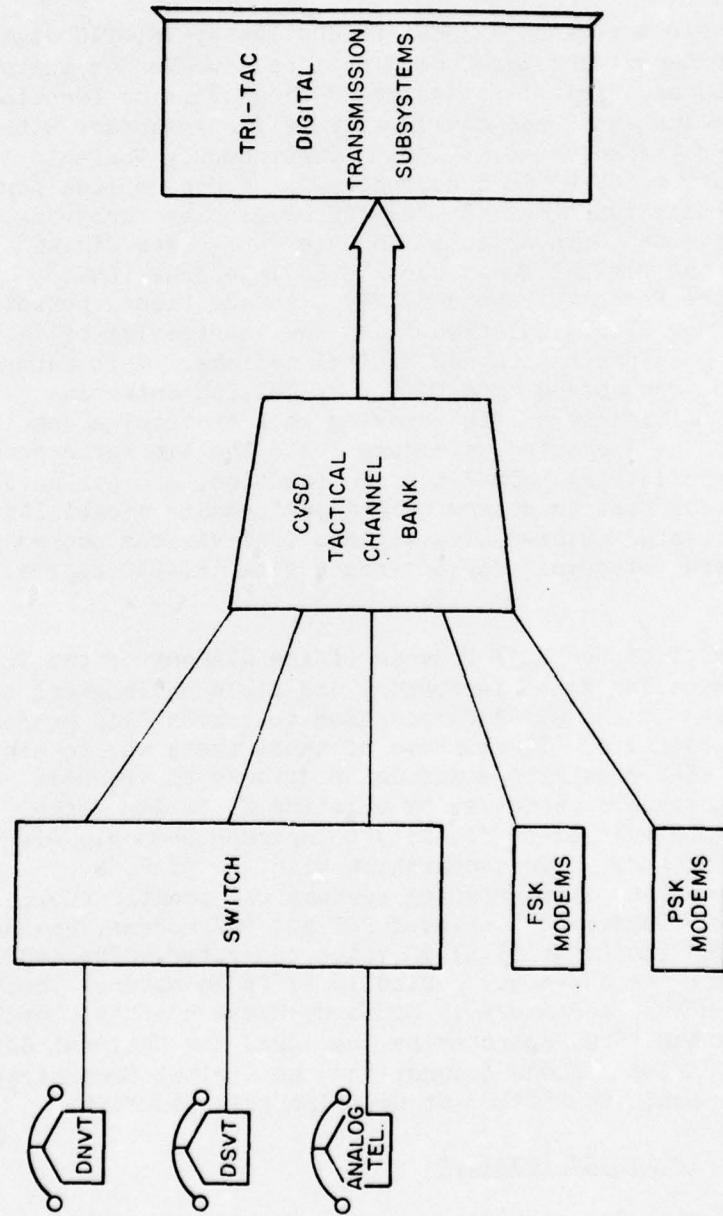 DNVT
DSVT
ANALOG
TEL.
SWITCH
FSK
MODEMS
PSK
MODEMS
CVSD
TACTICAL
CHANNEL
BANK
TRI-TAC
DIGITAL
TRANSMISSION
SUBSYSTEMS